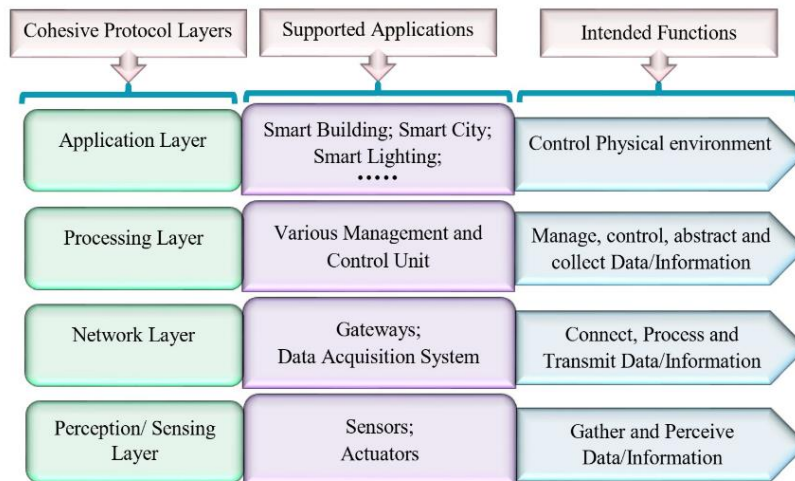 Cohesive Protocol Layers
Supported Applications
Intended Functions
Application Layer
Smart Building; Smart City;
Smart Lighting;
•••••
Control Physical environment
Processing Layer
Various Management and
Control Unit
Manage, control, abstract and
collect Data/Information
Network Layer
Gateways;
Data Acquisition System
Connect, Process and
Transmit Data/Information
Perception/ Sensing
Layer
Sensors;
Actuators
Gather and Perceive
Data/Information